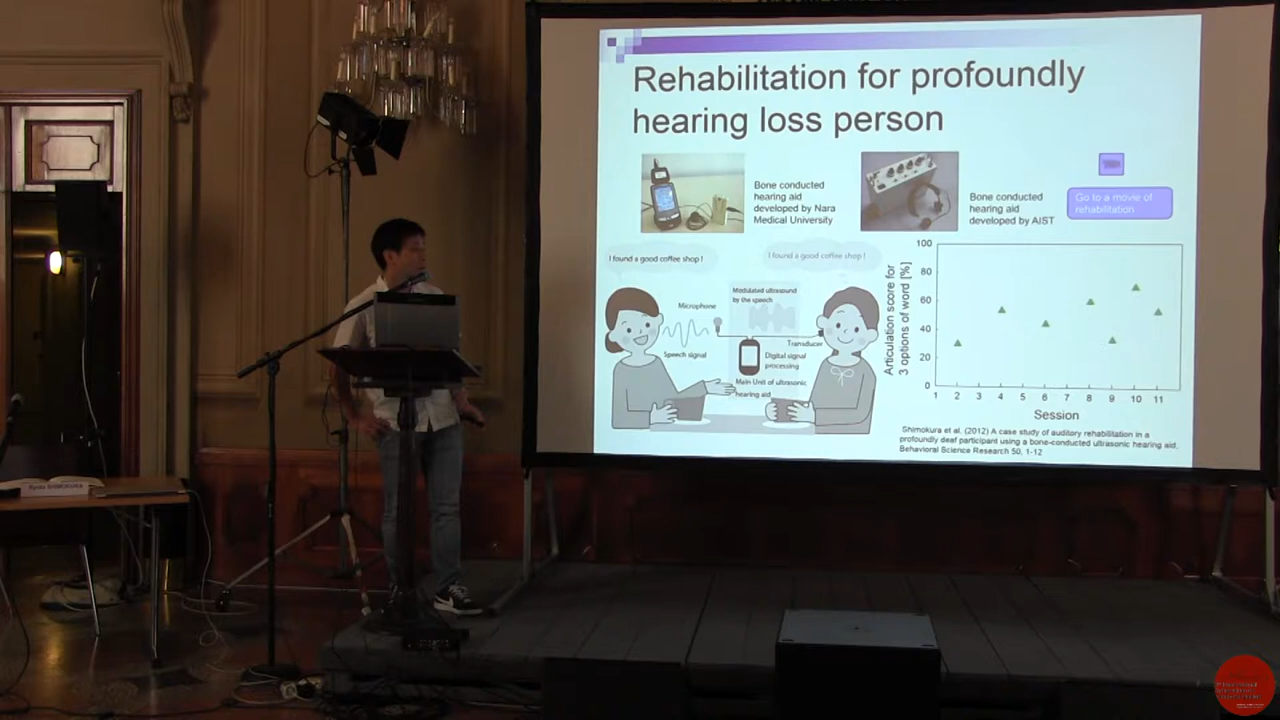 Rehabilitation for profoundly
hearing loss person
Bone conducted
hearing aid
developed by Nara
Medical University
Bone conducted
hearing aid
developed by AIST
Go to a movie of
rehabilitation
I found a good coffee shop !
I found a good coffee shop !
Microphone
Speech signal
Modulated ultrasound
by the speech
Transducer
Digital signal
processing
Main Unit of ultrasonic
hearing aid
Articulation score for
3 options of word [%]
100
80
60
40
20
0
1 2 3 4 5 6 7 8 9 10 11
Session
Shimokura et al. (2012) A case study of auditory rehabilitation in a
profoundly deaf participant using a bone-conducted ultrasonic hearing aid,
Behavioral Science Research 50, 1-12